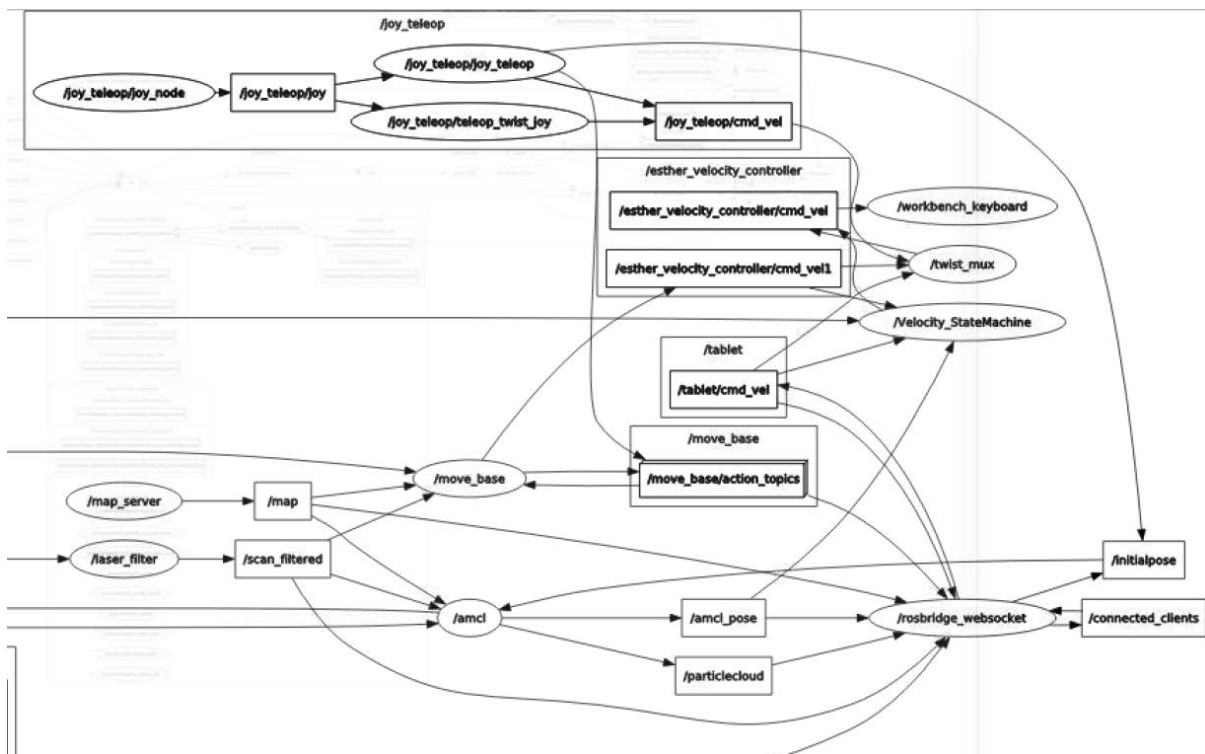 /joy_teleop
/joy_teleop/joy_node
/joy_teleop/joy
/joy_teleop/joy_teleop
/joy_teleop/teleop_twist_joy
/joy_teleop/cmd_vel
/esther_velocity_controller
/esther_velocity_controller/cmd_vel
/workbench_keyboard
/esther_velocity_controller/cmd_vel1
/twist_mux
/Velocity_StateMachine
/tablet
/tablet/cmd_vel
/move_base
/move_base
/move_base/action_topics
/map_server
/map
/laser_filter
/scan_filtered
/initialpose
/amcl
/amcl_pose
/rosbridge_websocket
/connected_clients
/particlecloud